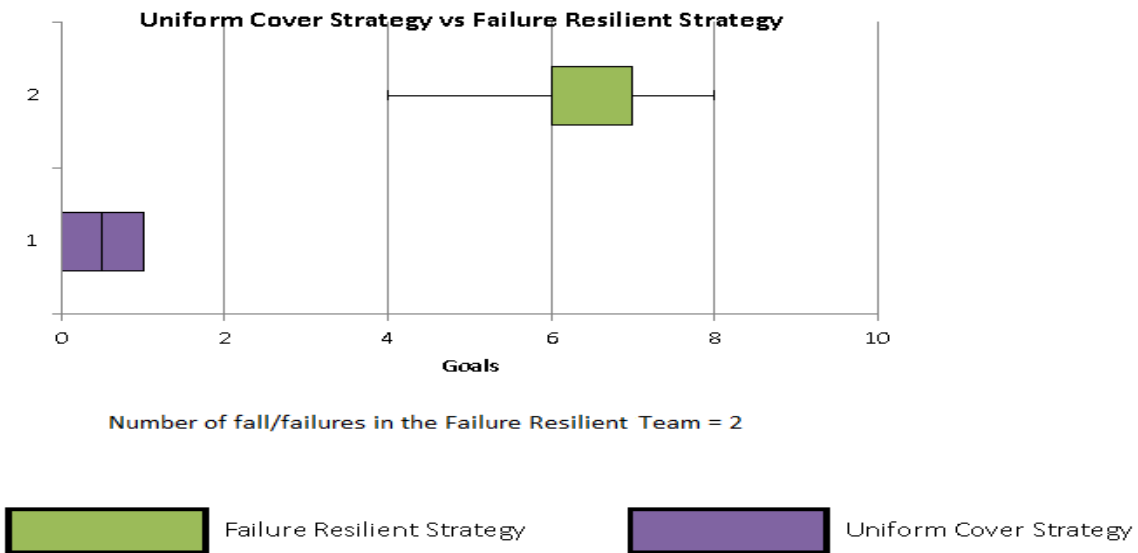 Uniform Cover Strategy vs Failure Resilient Strategy
2
1
0 2 4 6 8 10
Goals
Number of fall/failures in the Failure Resilient Team = 2
Failure Resilient Strategy Uniform Cover Strategy